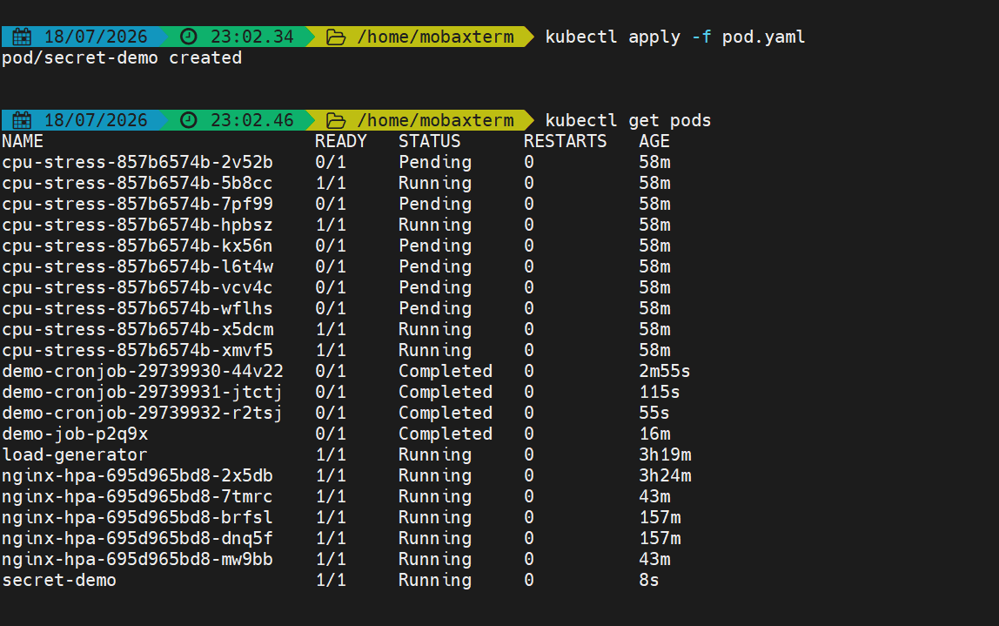 18/07/2026 23:02.34 /home/mobaxterm kubectl apply -f pod.yaml
pod/secret-demo created
18/07/2026 23:02.46 /home/mobaxterm kubectl get pods
NAME READY STATUS RESTARTS AGE
cpu-stress-857b6574b-2v52b 0/1 Pending 0 58m
cpu-stress-857b6574b-5b8cc 1/1 Running 0 58m
cpu-stress-857b6574b-7pf99 0/1 Pending 0 58m
cpu-stress-857b6574b-hpbsz 1/1 Running 0 58m
cpu-stress-857b6574b-kx56n 0/1 Pending 0 58m
cpu-stress-857b6574b-l6t4w 0/1 Pending 0 58m
cpu-stress-857b6574b-vcv4c 0/1 Pending 0 58m
cpu-stress-857b6574b-wflhs 0/1 Pending 0 58m
cpu-stress-857b6574b-x5dcm 1/1 Running 0 58m
cpu-stress-857b6574b-xmvf5 1/1 Running 0 58m
demo-cronjob-29739930-44v22 0/1 Completed 0 2m55s
demo-cronjob-29739931-jtctj 0/1 Completed 0 115s
demo-cronjob-29739932-r2tsj 0/1 Completed 0 55s
demo-job-p2q9x 0/1 Completed 0 16m
load-generator 1/1 Running 0 3h19m
nginx-hpa-695d965bd8-2x5db 1/1 Running 0 3h24m
nginx-hpa-695d965bd8-7tmrc 1/1 Running 0 43m
nginx-hpa-695d965bd8-brfsl 1/1 Running 0 157m
nginx-hpa-695d965bd8-dnq5f 1/1 Running 0 157m
nginx-hpa-695d965bd8-mw9bb 1/1 Running 0 43m
secret-demo 1/1 Running 0 8s